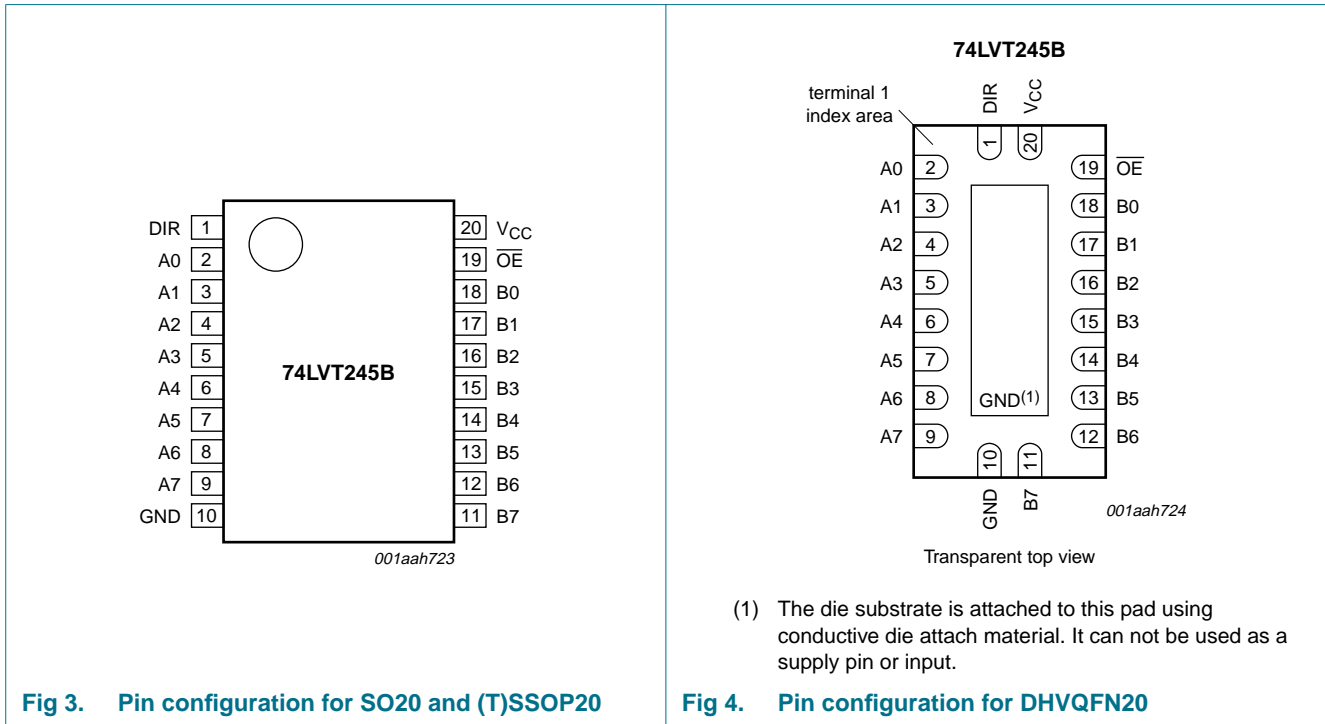 DIR 1
A0 2
A1 3
A2 4
A3 5
A4 6
A5 7
A6 8
A7 9
GND 10
74LVT245B
20 VCC
19 OE
18 B0
17 B1
16 B2
15 B3
14 B4
13 B5
12 B6
11 B7
001aah723
Fig 3. Pin configuration for SO20 and (T)SSOP20
74LVT245B
terminal 1
index area
DIR
VCC
1
20
A0 2
19 OE
A1 3
18 B0
A2 4
17 B1
A3 5
16 B2
A4 6
15 B3
A5 7
14 B4
A6 8
GND(1)
13 B5
A7 9
12 B6
10
11
GND
B7
001aah724
Transparent top view
(1) The die substrate is attached to this pad using
conductive die attach material. It can not be used as a
supply pin or input.
Fig 4. Pin configuration for DHVQFN20